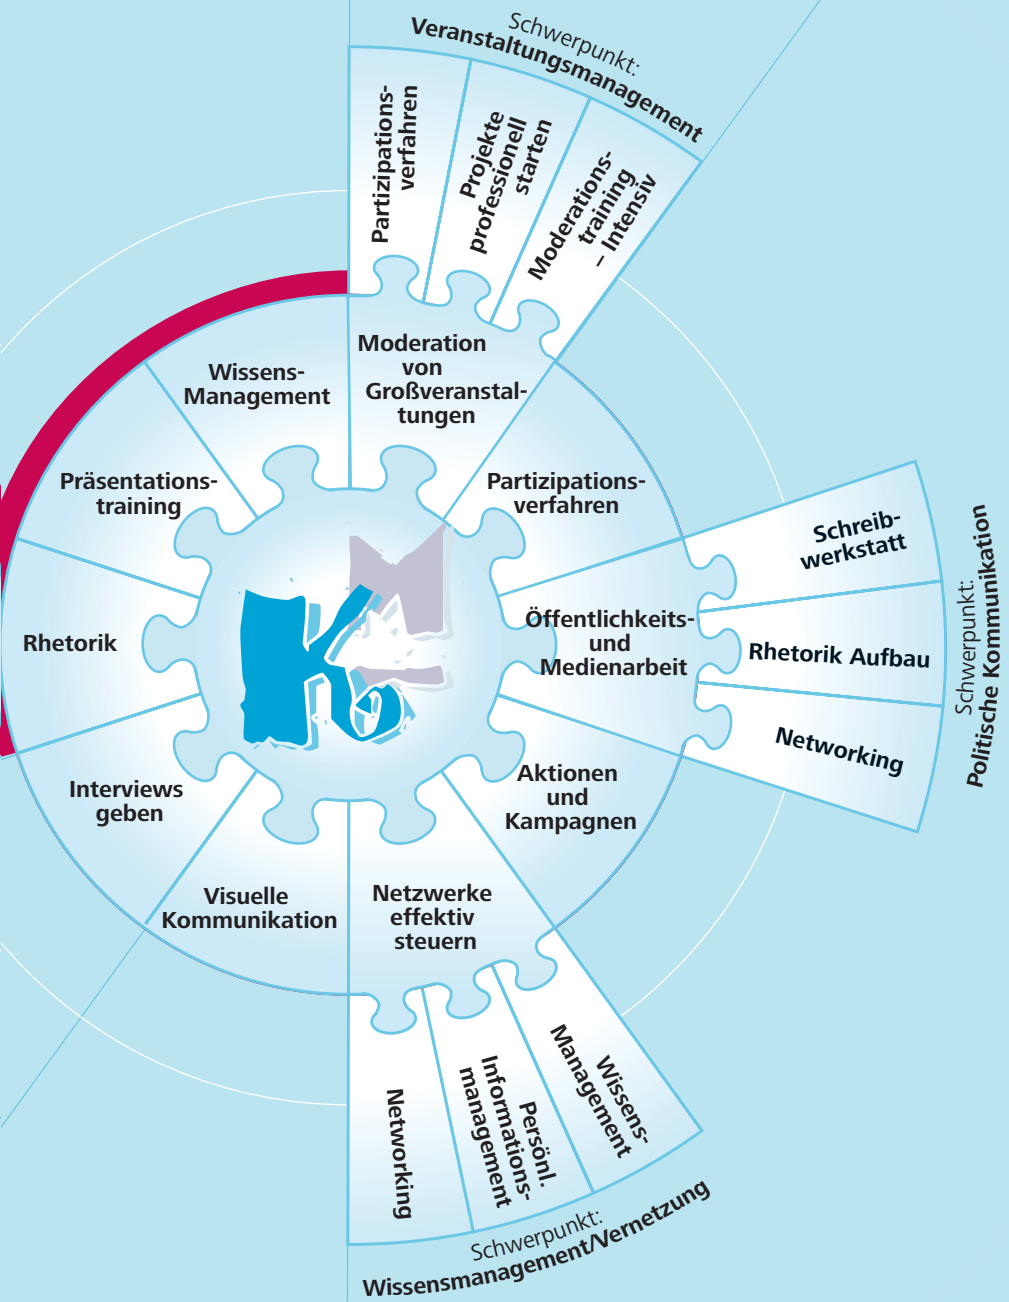 Schwerpunkt:
Veranstaltungsmanagement
Partizipations-
verfahren
Projekte
professionell
starten
Moderations-
training
– Intensiv
Wissens-
Management
Moderation
von
Großveranstal-
tungen
Präsentations-
training
Partizipations-
verfahren
Rhetorik
Öffentlichkeits-
und
Medienarbeit
Schreib-
werkstatt
Rhetorik Aufbau
Networking
Schwerpunkt:
Politische Kommunikation
Interviews
geben
Aktionen
und
Kampagnen
Visuelle
Kommunikation
Netzwerke
effektiv
steuern
Networking
Persönl.
Informations-
management
Wissens-
Management
Schwerpunkt:
Wissensmanagement/Vernetzung